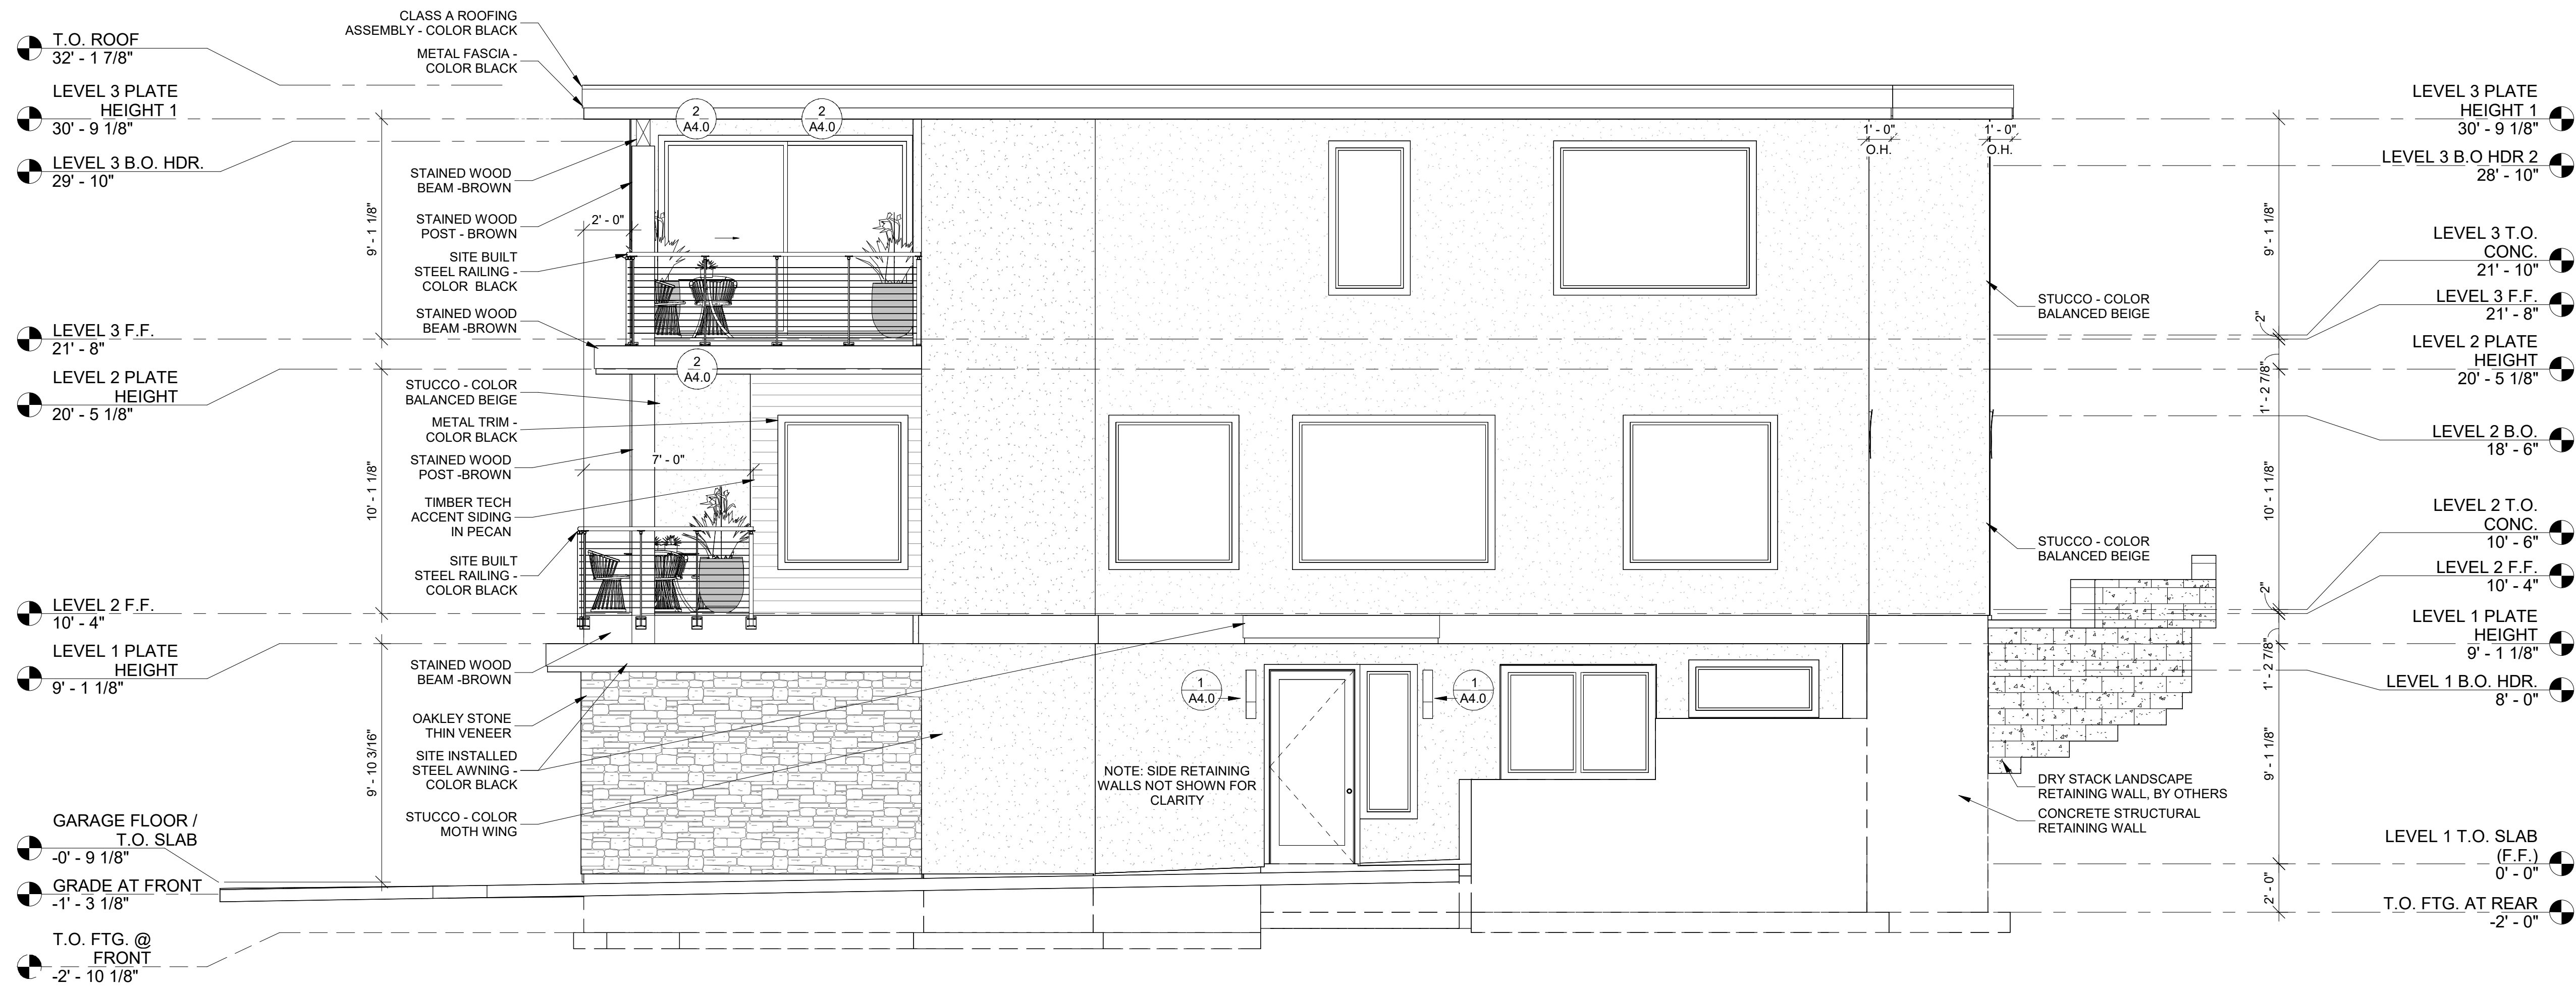 T.O. ROOF
32' - 1 7/8"
LEVEL 3 PLATE
HEIGHT 1
30' - 9 1/8"
LEVEL 3 B.O. HDR.
29' - 10"
LEVEL 3 F.F.
21' - 8"
LEVEL 2 PLATE
HEIGHT
20' - 5 1/8"
LEVEL 2 F.F.
10' - 4"
LEVEL 1 PLATE
HEIGHT
9' - 1 1/8"
GARAGE FLOOR /
T.O. SLAB
-0' - 9 1/8"
GRADE AT FRONT
-1' - 3 1/8"
T.O. FTG. @
FRONT
-2' - 10 1/8"
9' - 1 1/8"
10' - 1 1/8"
9' - 10 3/16"
CLASS A ROOFING
ASSEMBLY - COLOR BLACK
METAL FASCIA -
COLOR BLACK
STAINED WOOD
BEAM -BROWN
STAINED WOOD
POST - BROWN
SITE BUILT
STEEL RAILING -
COLOR BLACK
STAINED WOOD
BEAM -BROWN
STUCCO - COLOR
BALANCED BEIGE
METAL TRIM -
COLOR BLACK
STAINED WOOD
POST -BROWN
TIMBER TECH
ACCENT SIDING
IN PECAN
SITE BUILT
STEEL RAILING -
COLOR BLACK
STAINED WOOD
BEAM -BROWN
OAKLEY STONE
THIN VENEER
SITE INSTALLED
STEEL AWNING -
COLOR BLACK
STUCCO - COLOR
MOTH WING
2
A4.0
2
A4.0
2' - 0"
2
A4.0
7' - 0"
1
A4.0
1
A4.0
NOTE: SIDE RETAINING
WALLS NOT SHOWN FOR
CLARITY
1' - 0"
O.H.
1' - 0"
O.H.
STUCCO - COLOR
BALANCED BEIGE
STUCCO - COLOR
BALANCED BEIGE
DRY STACK LANDSCAPE
RETAINING WALL, BY OTHERS
CONCRETE STRUCTURAL
RETAINING WALL
9' - 1 1/8"
2"
1' - 2 7/8"
10' - 1 1/8"
2"
1' - 2 7/8"
9' - 1 1/8"
2' - 0"
LEVEL 3 PLATE
HEIGHT 1
30' - 9 1/8"
LEVEL 3 B.O HDR 2
28' - 10"
LEVEL 3 T.O.
CONC.
21' - 10"
LEVEL 3 F.F.
21' - 8"
LEVEL 2 PLATE
HEIGHT
20' - 5 1/8"
LEVEL 2 B.O.
18' - 6"
LEVEL 2 T.O.
CONC.
10' - 6"
LEVEL 2 F.F.
10' - 4"
LEVEL 1 PLATE
HEIGHT
9' - 1 1/8"
LEVEL 1 B.O. HDR.
8' - 0"
LEVEL 1 T.O. SLAB
(F.F.)
0' - 0"
T.O. FTG. AT REAR
-2' - 0"